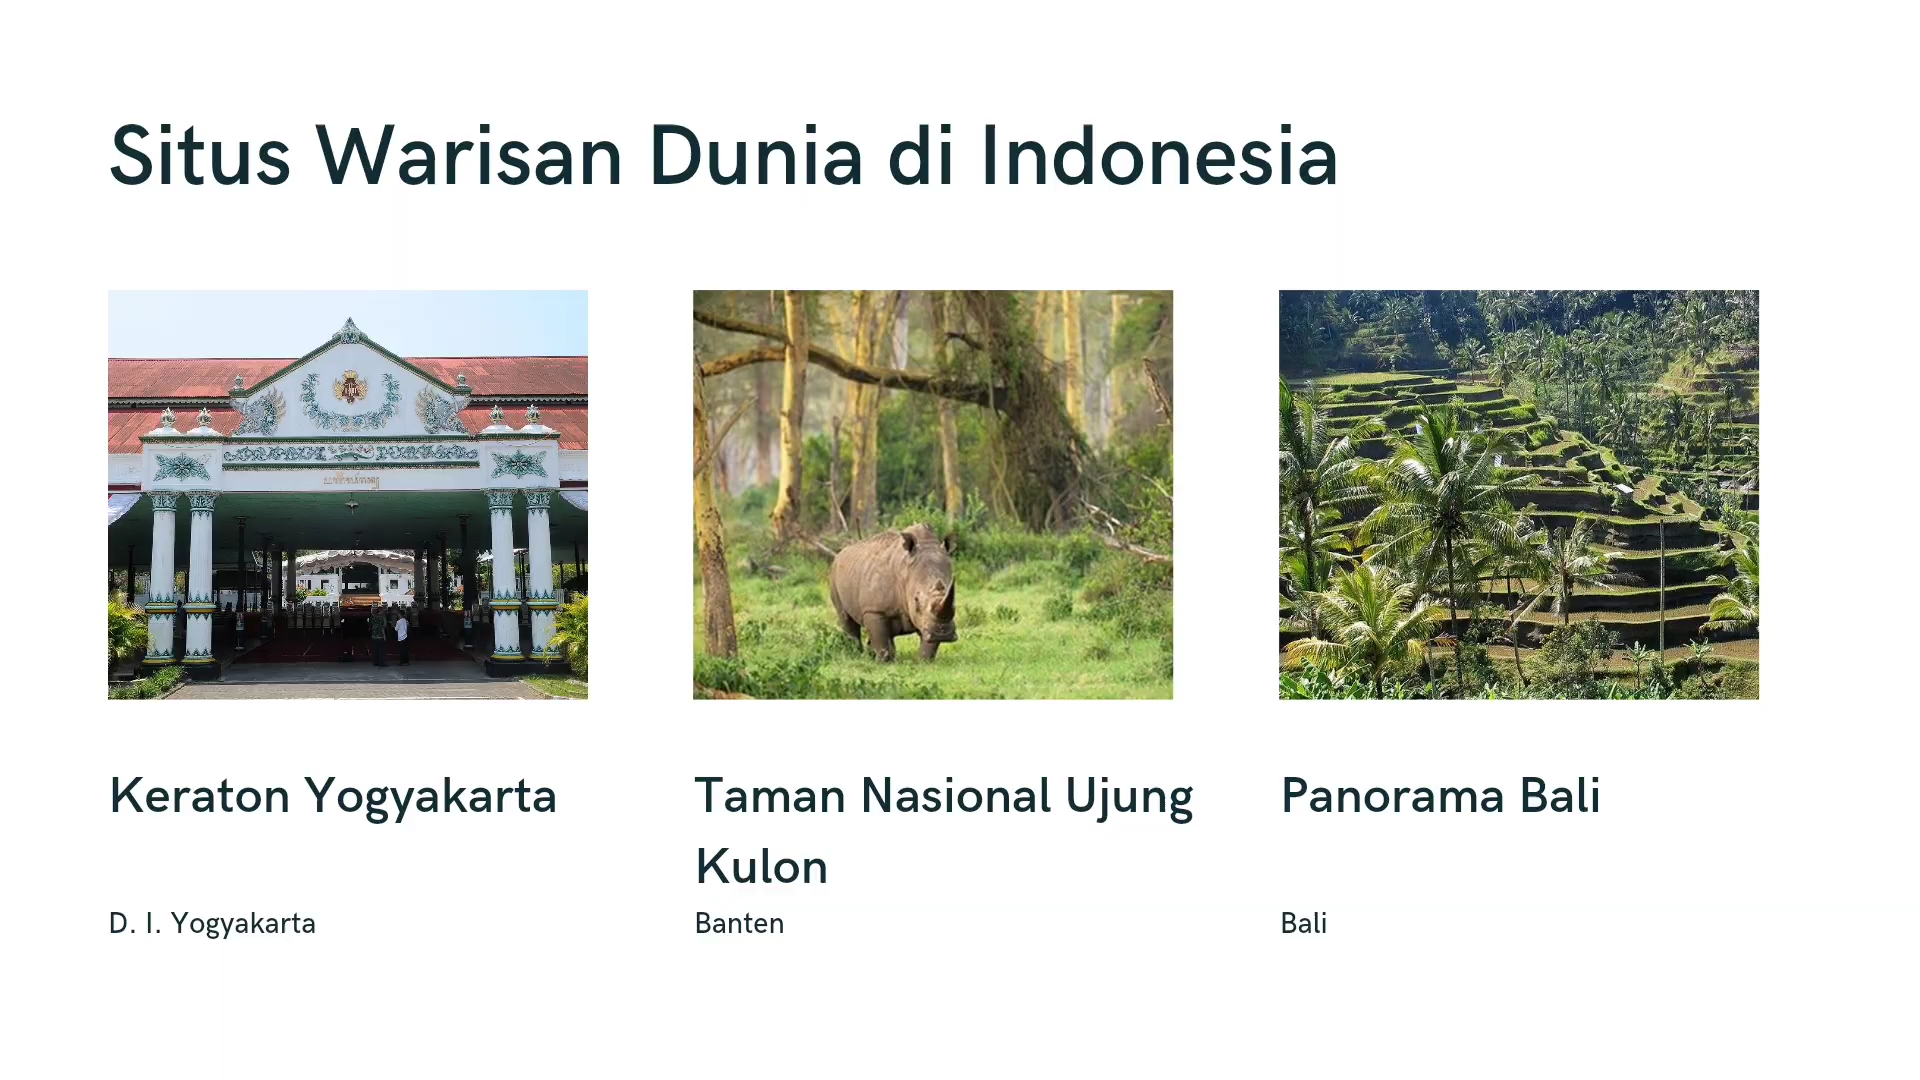 Situs Warisan Dunia di Indonesia
Keraton Yogyakarta
D. I. Yogyakarta
Taman Nasional Ujung
Kulon
Banten
Panorama Bali
Bali